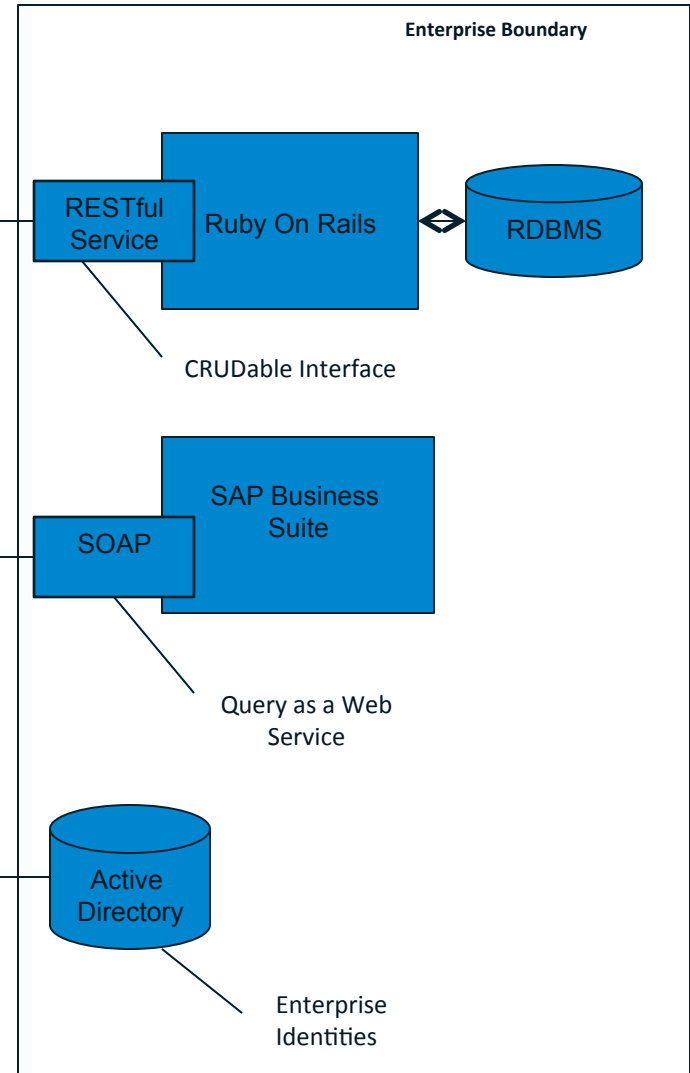 Enterprise Boundary
RESTful
Service
Ruby On Rails
RDBMS
CRUDable Interface
SAP Business
Suite
SOAP
Query as a Web
Service
Active
Directory
Enterprise
Identities